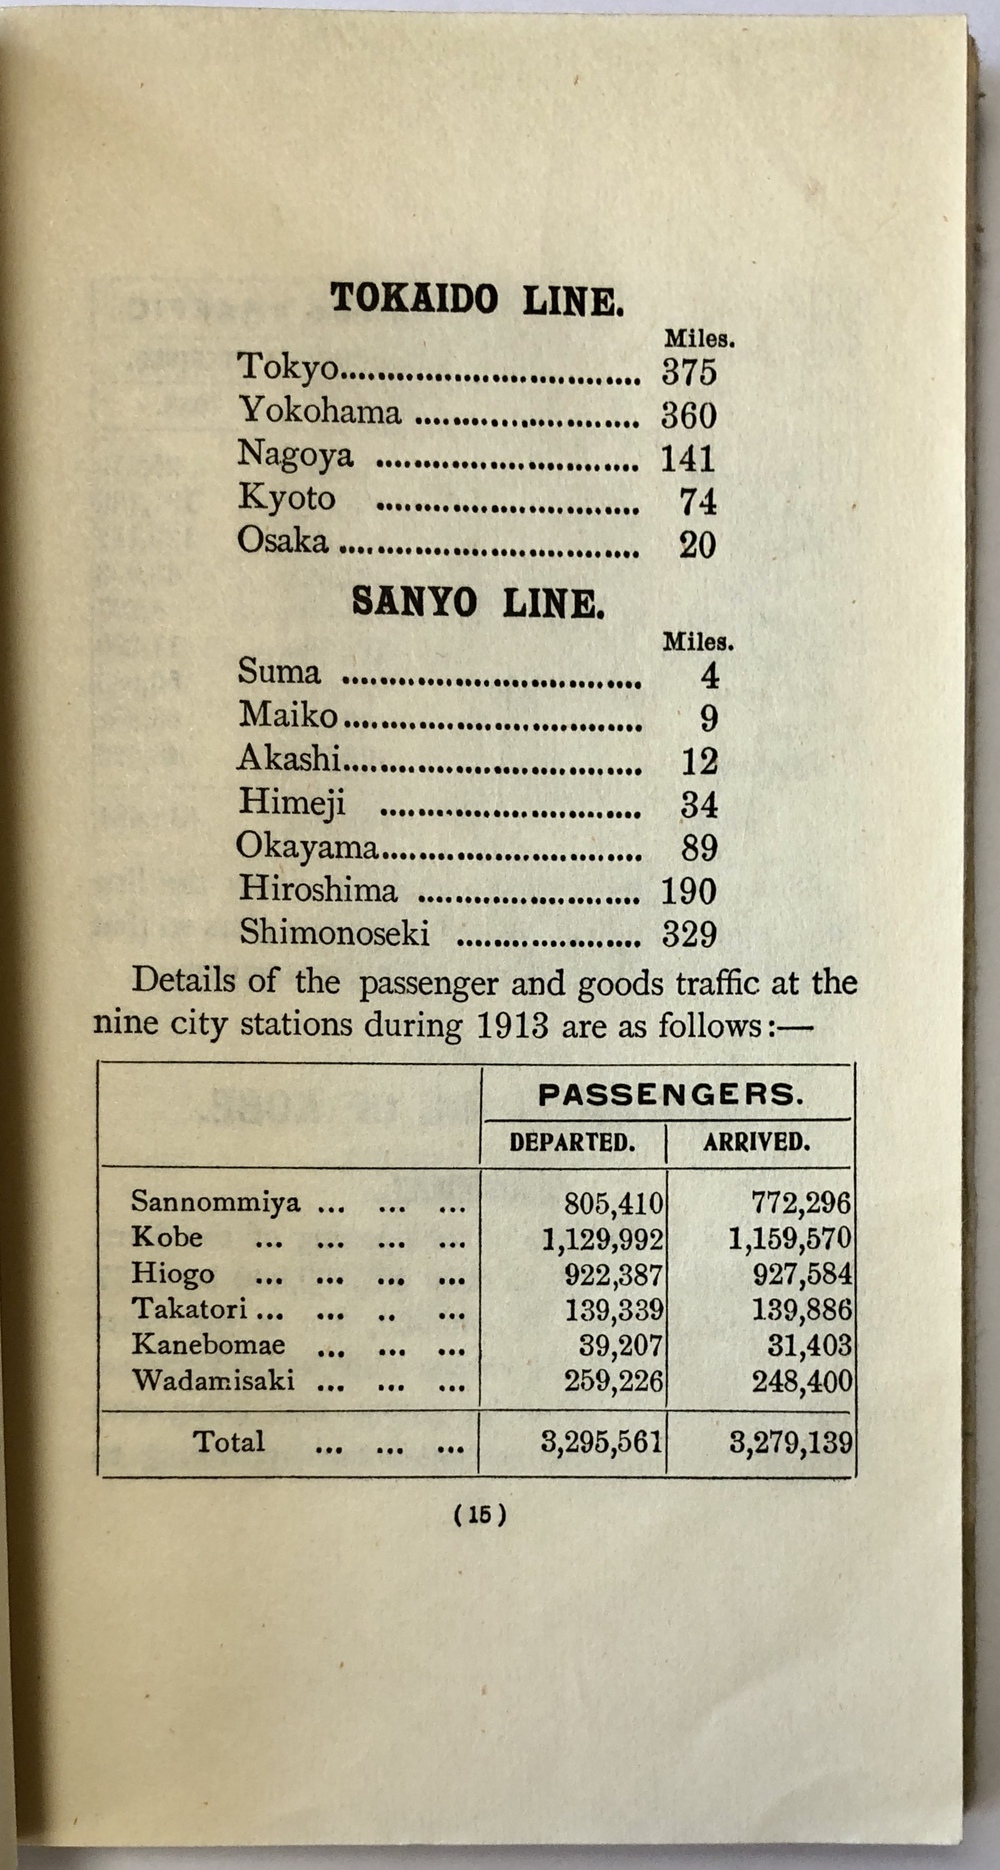 TOKAIDO LINE.
Miles.
Tokyo.................................. 375
Yokohama ......................... 360
Nagoya ............................. 141
Kyoto ............................. 74
Osaka ................................. 20
SANYO LINE.
Miles.
Suma ................................. 4
Maiko................................. 9
Akashi................................. 12
Himeji ............................. 34
Okayama............................. 89
Hiroshima ......................... 190
Shimonoseki ..................... 329
Details of the passenger and goods traffic at the
nine city stations during 1913 are as follows:—
PASSENGERS.
DEPARTED. ARRIVED.
Sannommiya ... ... ... 805,410 772,296
Kobe ... ... ... ... 1,129,992 1,159,570
Hiogo ... ... ... ... 922,387 927,584
Takatori ... ... .. ... 139,339 139,886
Kanebomae ... ... ... 39,207 31,403
Wadamisaki ... ... ... 259,226 248,400
Total ... ... ... 3,295,561 3,279,139
(15)